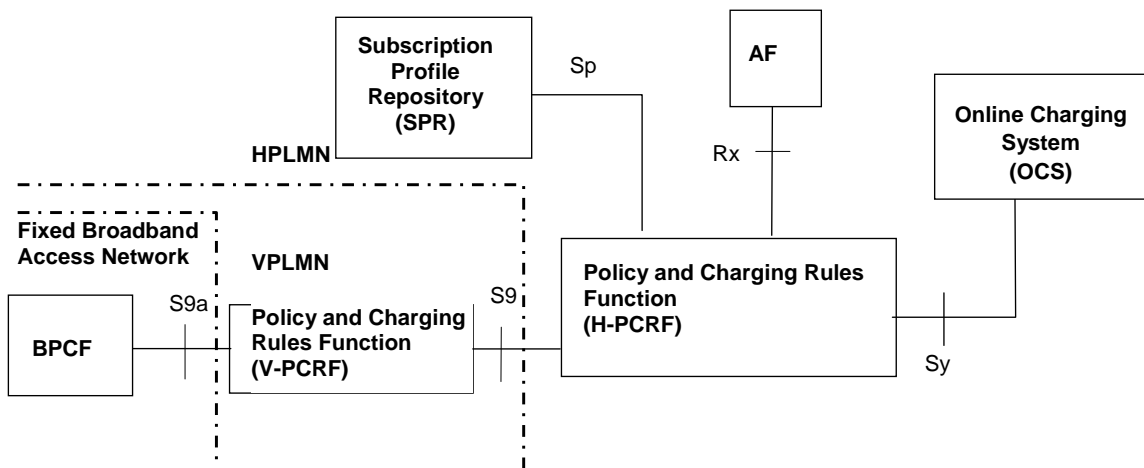 Subscription
Profile
Repository
(SPR)
Sp
AF
Online Charging
System
(OCS)
Rx
HPLMN
Fixed Broadband
Access Network
VPLMN
S9a
S9
Policy and Charging Rules
Function
(H-PCRF)
BPCF
Policy and Charging
Rules Function
(V-PCRF)
Sy